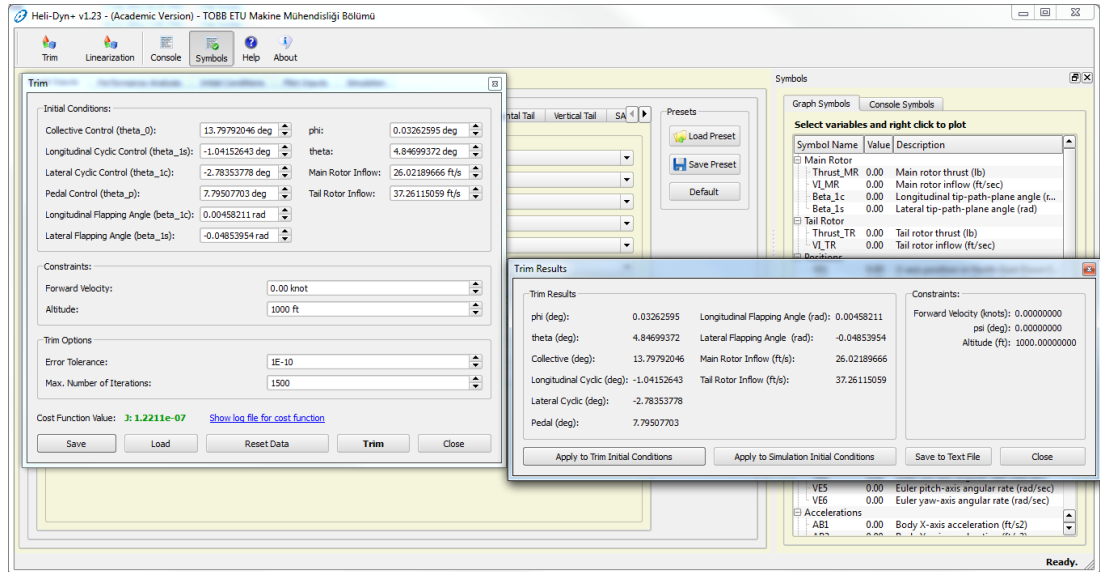 Heli-Dyn+ v1.23 - (Academic Version) - TOBB ETU Makine Mühendisliği Bölümü
Trim Linearization Console Symbols Help About
Trim
Initial Conditions:
Collective Control (theta_0): 13.79792046 deg phi: 0.03262595 deg
Longitudinal Cyclic Control (theta_1s): -1.04152643 deg theta: 4.84699372 deg
Lateral Cyclic Control (theta_1c): -2.78353778 deg Main Rotor Inflow: 26.02189666 ft/s
Pedal Control (theta_p): 7.79507703 deg Tail Rotor Inflow: 37.26115059 ft/s
Longitudinal Flapping Angle (beta_1c): 0.00458211 rad
Lateral Flapping Angle (beta_1s): -0.04853954 rad
Constraints:
Forward Velocity: 0.00 knot
Altitude: 1000 ft
Trim Options
Error Tolerance: 1E-10
Max. Number of Iterations: 1500
Cost Function Value: J: 1.2211e-07 Show log file for cost function
Save Load Reset Data Trim Close
ntal Tail Vertical Tail SA
Presets
Load Preset
Save Preset
Default
Symbols
Graph Symbols Console Symbols
Select variables and right click to plot
Symbol Name Value Description
Main Rotor
Thrust_MR 0.00 Main rotor thrust (lb)
VI_MR 0.00 Main rotor inflow (ft/sec)
Beta_1c 0.00 Longitudinal tip-path-plane angle (r...
Beta_1s 0.00 Lateral tip-path-plane angle (rad)
Tail Rotor
Thrust_TR 0.00 Tail rotor thrust (lb)
VI_TR 0.00 Tail rotor inflow (ft/sec)
Positions
Trim Results
Trim Results
phi (deg): 0.03262595 Longitudinal Flapping Angle (rad): 0.00458211
theta (deg): 4.84699372 Lateral Flapping Angle (rad): -0.04853954
Collective (deg): 13.79792046 Main Rotor Inflow (ft/s): 26.02189666
Longitudinal Cyclic (deg): -1.04152643 Tail Rotor Inflow (ft/s): 37.26115059
Lateral Cyclic (deg): -2.78353778
Pedal (deg): 7.79507703
Constraints:
Forward Velocity (knots): 0.00000000
psi (deg): 0.00000000
Altitude (ft): 1000.00000000
Apply to Trim Initial Conditions Apply to Simulation Initial Conditions Save to Text File Close
VE5 0.00 Euler pitch-axis angular rate (rad/sec)
VE6 0.00 Euler yaw-axis angular rate (rad/sec)
Accelerations
AB1 0.00 Body X-axis acceleration (ft/s2)
Ready.